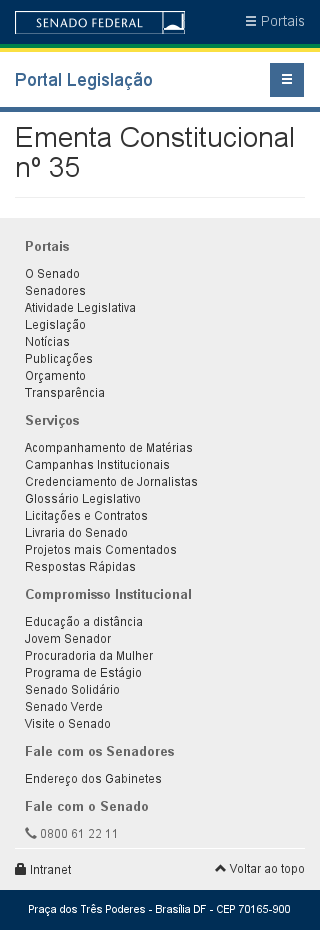 SENADO FEDERAL
Portais
Portal Legislação
Ementa Constitucional
nº 35
Portais
O Senado
Senadores
Atividade Legislativa
Legislação
Notícias
Publicações
Orçamento
Transparência
Serviços
Acompanhamento de Matérias
Campanhas Institucionais
Credenciamento de Jornalistas
Glossário Legislativo
Licitações e Contratos
Livraria do Senado
Projetos mais Comentados
Respostas Rápidas
Compromisso Institucional
Educação a distância
Jovem Senador
Procuradoria da Mulher
Programa de Estágio
Senado Solidário
Senado Verde
Visite o Senado
Fale com os Senadores
Endereço dos Gabinetes
Fale com o Senado
0800 61 22 11
Intranet
Voltar ao topo
Praça dos Três Poderes - Brasília DF - CEP 70165-900